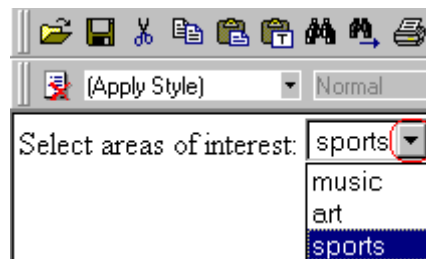 (Apply Style) Normal
Select areas of interest: sports
music
art
sports